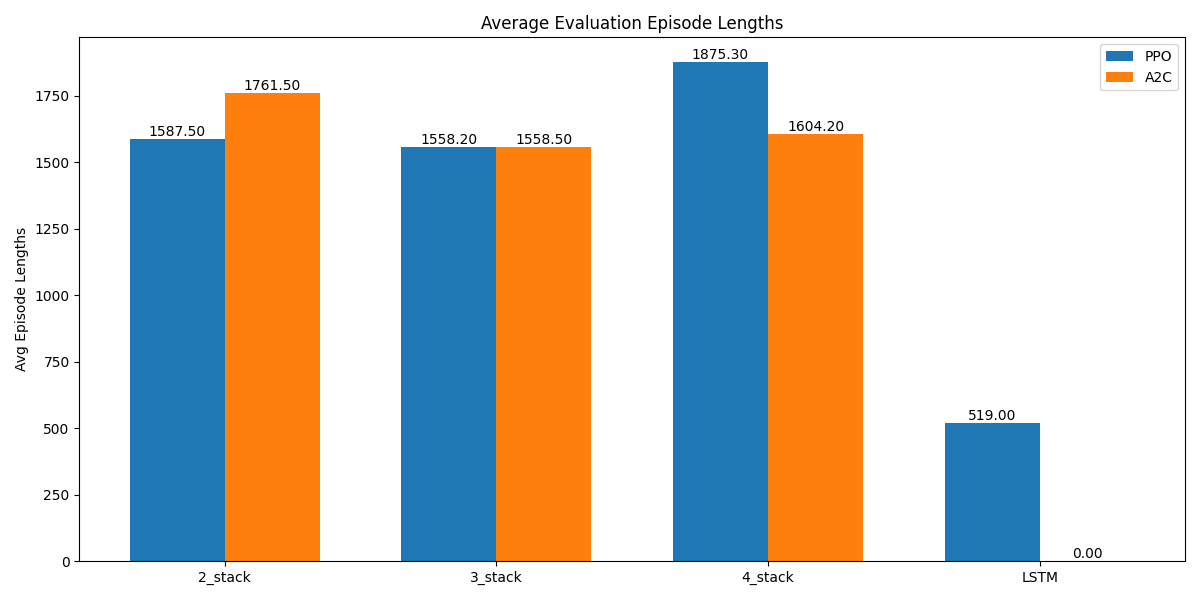 Average Evaluation Episode Lengths
PPO
A2C
Avg Episode Lengths
1750
1500
1250
1000
750
500
250
0
1587.50
1761.50
1558.20
1558.50
1875.30
1604.20
519.00
0.00
2_stack
3_stack
4_stack
LSTM